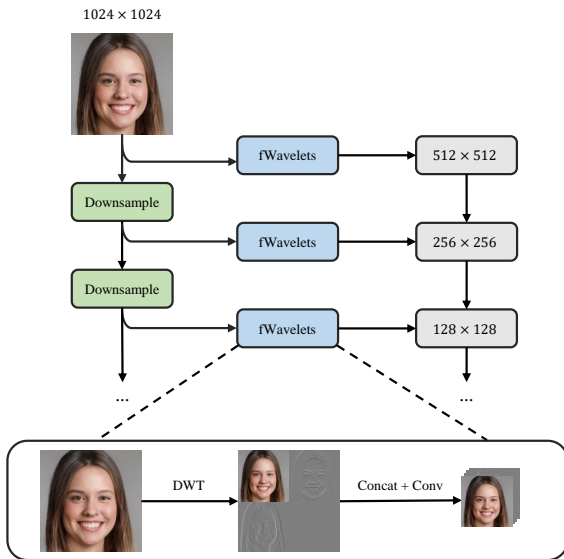 1024 × 1024
fWavelets
512 × 512
Downsample
fWavelets
256 × 256
Downsample
fWavelets
128 × 128
...
...
DWT
Concat + Conv